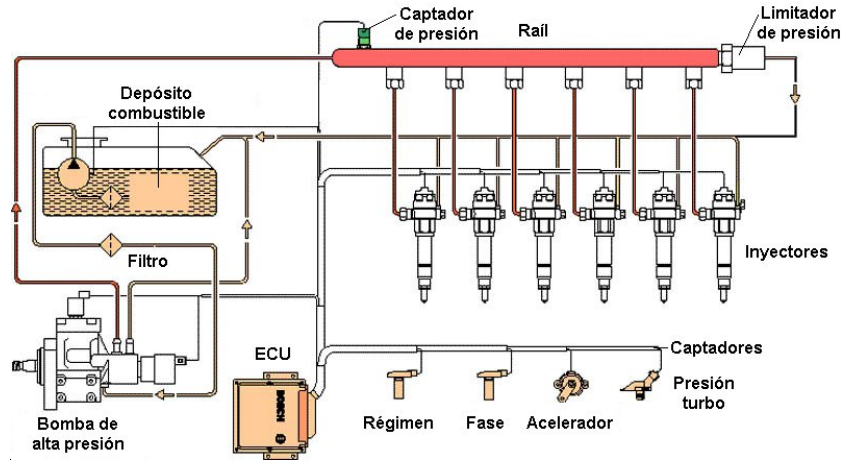 Captador
de presión
Raíl
Limitador
de presión
Depósito
combustible
Filtro
Inyectores
ECU
BOSCH
Captadores
Bomba de
alta presión
Régimen
Fase
Acelerador
Presión
turbo